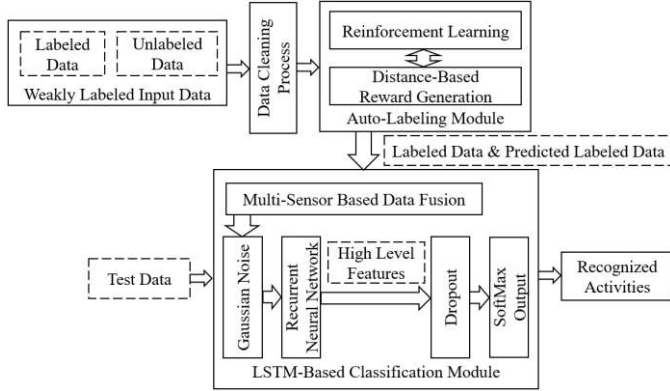 Labeled
Data
Unlabeled
Data
Weakly Labeled Input Data
Data Cleaning
Process
Reinforcement Learning
Distance-Based
Reward Generation
Auto-Labeling Module
Labeled Data & Predicted Labeled Data
Multi-Sensor Based Data Fusion
Test Data
Gaussian Noise
Recurrent
Neural Network
High Level
Features
Dropout
SoftMax
Output
Recognized
Activities
LSTM-Based Classification Module